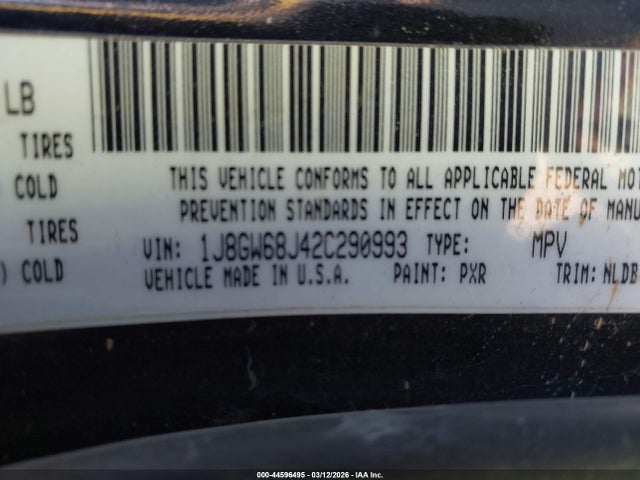 LB
TIRES
) COLD
TIRES
) COLD
THIS VEHICLE CONFORMS TO ALL APPLICABLE FEDERAL MOT
PREVENTION STANDARDS IN EFFECT ON THE DATE OF MANU
VIN: 1J8GW68J42C290993 TYPE: MPV
VEHICLE MADE IN U.S.A. PAINT: PXR TRIM: NLDB
000-44596495 - 03/12/2026 - IAA Inc.